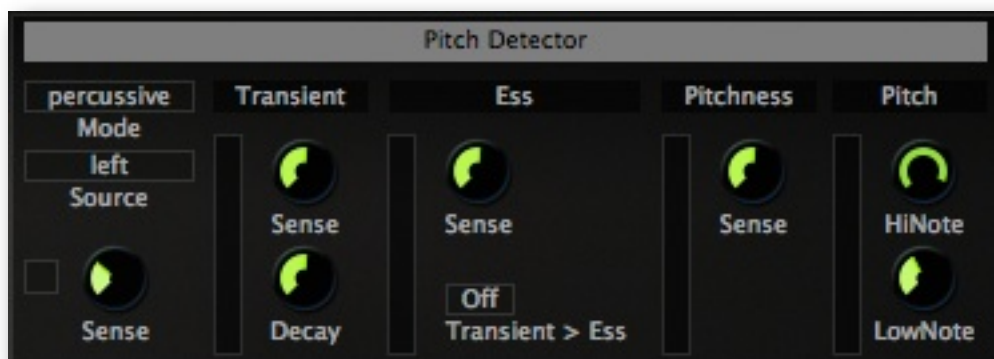 Pitch Detector
percussive
Mode
left
Source
Sense
Transient
Sense
Decay
Ess
Sense
Off
Transient > Ess
Pitchness
Sense
Pitch
HiNote
LowNote